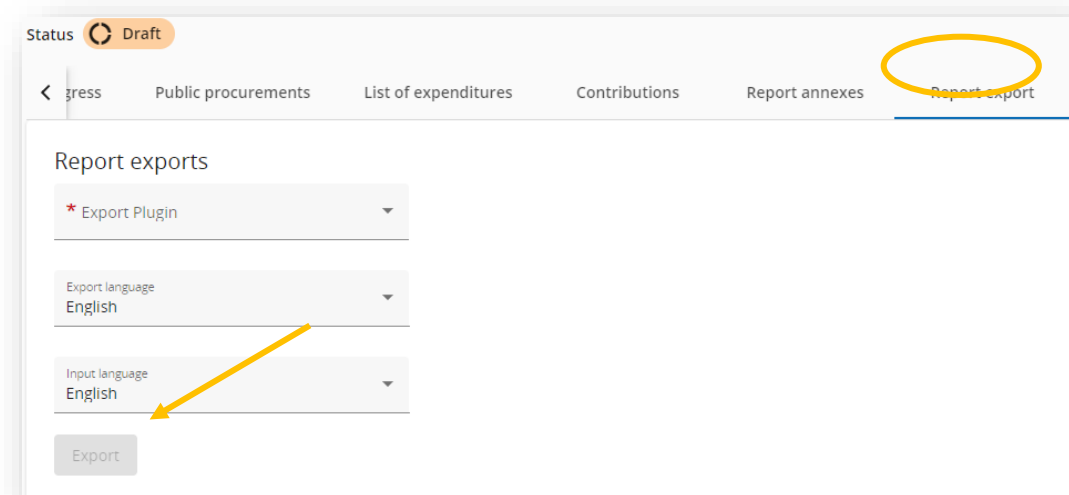 Status Draft
gress Public procurements List of expenditures Contributions Report annexes Report export
Report exports
* Export Plugin
Export language
English
Input language
English
Export